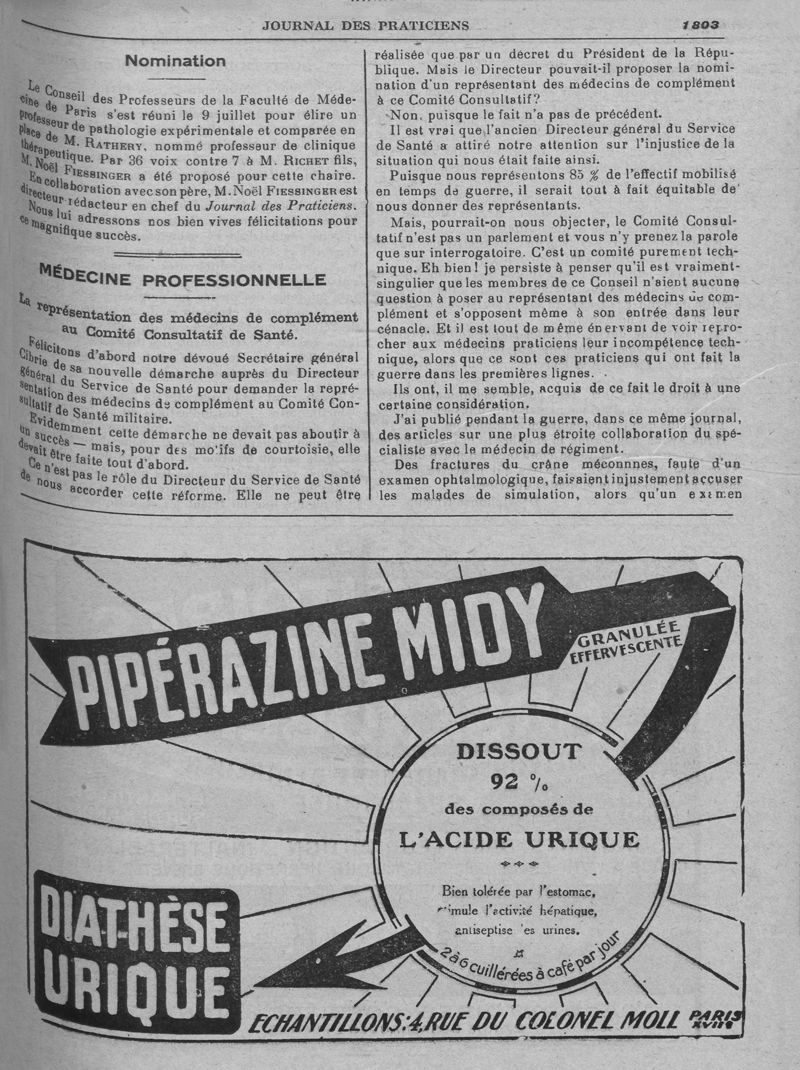 JOURNAL DES PRATICIENS 1803
Nomination
Le Conseil des Professeurs de la Faculté de Méde-
cine de Paris s'est réuni le 9 juillet pour élire un
professeur de pathologie expérimentale et comparée en
place de M. RATHERY, nommé professeur de clinique
thérapeutique. Par 36 voix contre 7 à M. RICHET fils,
M. Noël FIESSINGER a été proposé pour cette chaire.
En collaboration avec son père, M. Noël FIESSINGER est
directeur rédacteur en chef du Journal des Praticiens.
Nous lui adressons nos bien vives félicitations pour
ce magnifique succès.
MÉDECINE PROFESSIONNELLE
La représentation des médecins de complément
au Comité Consultatif de Santé.
Félicitons d'abord notre dévoué Secrétaire général
Cibrie de sa nouvelle démarche auprès du Directeur
général du Service de Santé pour demander la repré-
sentation des médecins de complément au Comité Con-
sultatif de Santé militaire.
Evidemment cette démarche ne devait pas aboutir à
un succès — mais, pour des motifs de courtoisie, elle
devait être faite tout d'abord.
Ce n'est pas le rôle du Directeur du Service de Santé
de nous accorder cette réforme. Elle ne peut être
réalisée que par un décret du Président de la Répu-
blique. Mais le Directeur pouvait-il proposer la nomi-
nation d'un représentant des médecins de complément
à ce Comité Consultatif?
Non, puisque le fait n'a pas de précédent.
Il est vrai que l'ancien Directeur général du Service
de Santé a attiré notre attention sur l'injustice de la
situation qui nous était faite ainsi.
Puisque nous représentons 85 % de l'effectif mobilisé
en temps de guerre, il serait tout à fait équitable de
nous donner des représentants.
Mais, pourrait-on nous objecter, le Comité Consul-
tatif n'est pas un parlement et vous n'y prenez la parole
que sur interrogatoire. C'est un comité purement tech-
nique. Eh bien! je persiste à penser qu'il est vraiment
singulier que les membres de ce Conseil n'aient aucune
question à poser au représentant des médecins de com-
plément et s'opposent même à son entrée dans leur
cénacle. Et il est tout de même énervant de voir repro-
cher aux médecins praticiens leur incompétence tech-
nique, alors que ce sont ces praticiens qui ont fait la
guerre dans les premières lignes.
Ils ont, il me semble, acquis de ce fait le droit à une
certaine considération.
J'ai publié pendant la guerre, dans ce même journal,
des articles sur une plus étroite collaboration du spé-
cialiste avec le médecin de régiment.
Des fractures du crâne méconnnes, faute d'un
examen ophtalmologique, faisaient injustement accuser
les malades de simulation, alors qu'un examen
PIPÉRAZINE MIDY
GRANULÉE
EFFERVESCENTE
DISSOUT
92 %
des composés de
L'ACIDE URIQUE
Bien tolérée par l'estomac,
stimule l'activité hépatique,
antiseptise les urines.
2 à 6 cuillérées à café par jour
DIATHÈSE
URIQUE
ECHANTILLONS: 4, RUE DU COLONEL MOLL PARIS
XVIIe